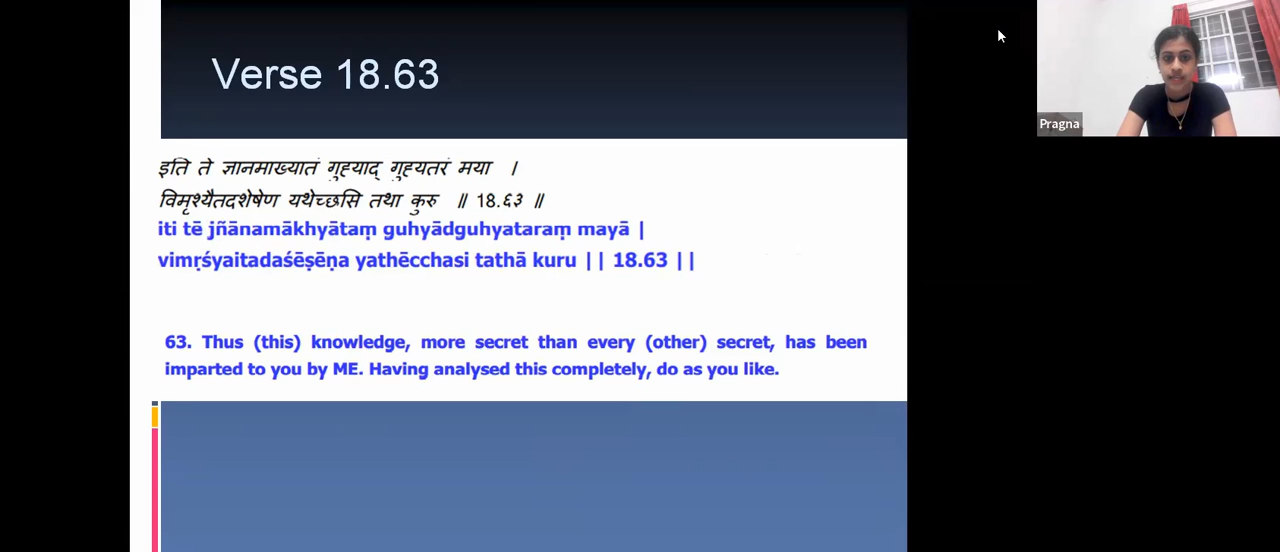 Verse 18.63
Pragna
इति ते ज्ञानमाख्यातं गुह्याद् गुह्यतरं मया ।
विमृश्यैतदशेषेण यथेच्छसि तथा कुरु ॥ 18.६३ ॥
iti tē jñānamākhyātaṃ guhyādguhyataraṃ mayā |
vimṛśyaitadaśēṣēṇa yathēcchasi tathā kuru || 18.63 ||
63. Thus (this) knowledge, more secret than every (other) secret, has been
imparted to you by ME. Having analysed this completely, do as you like.